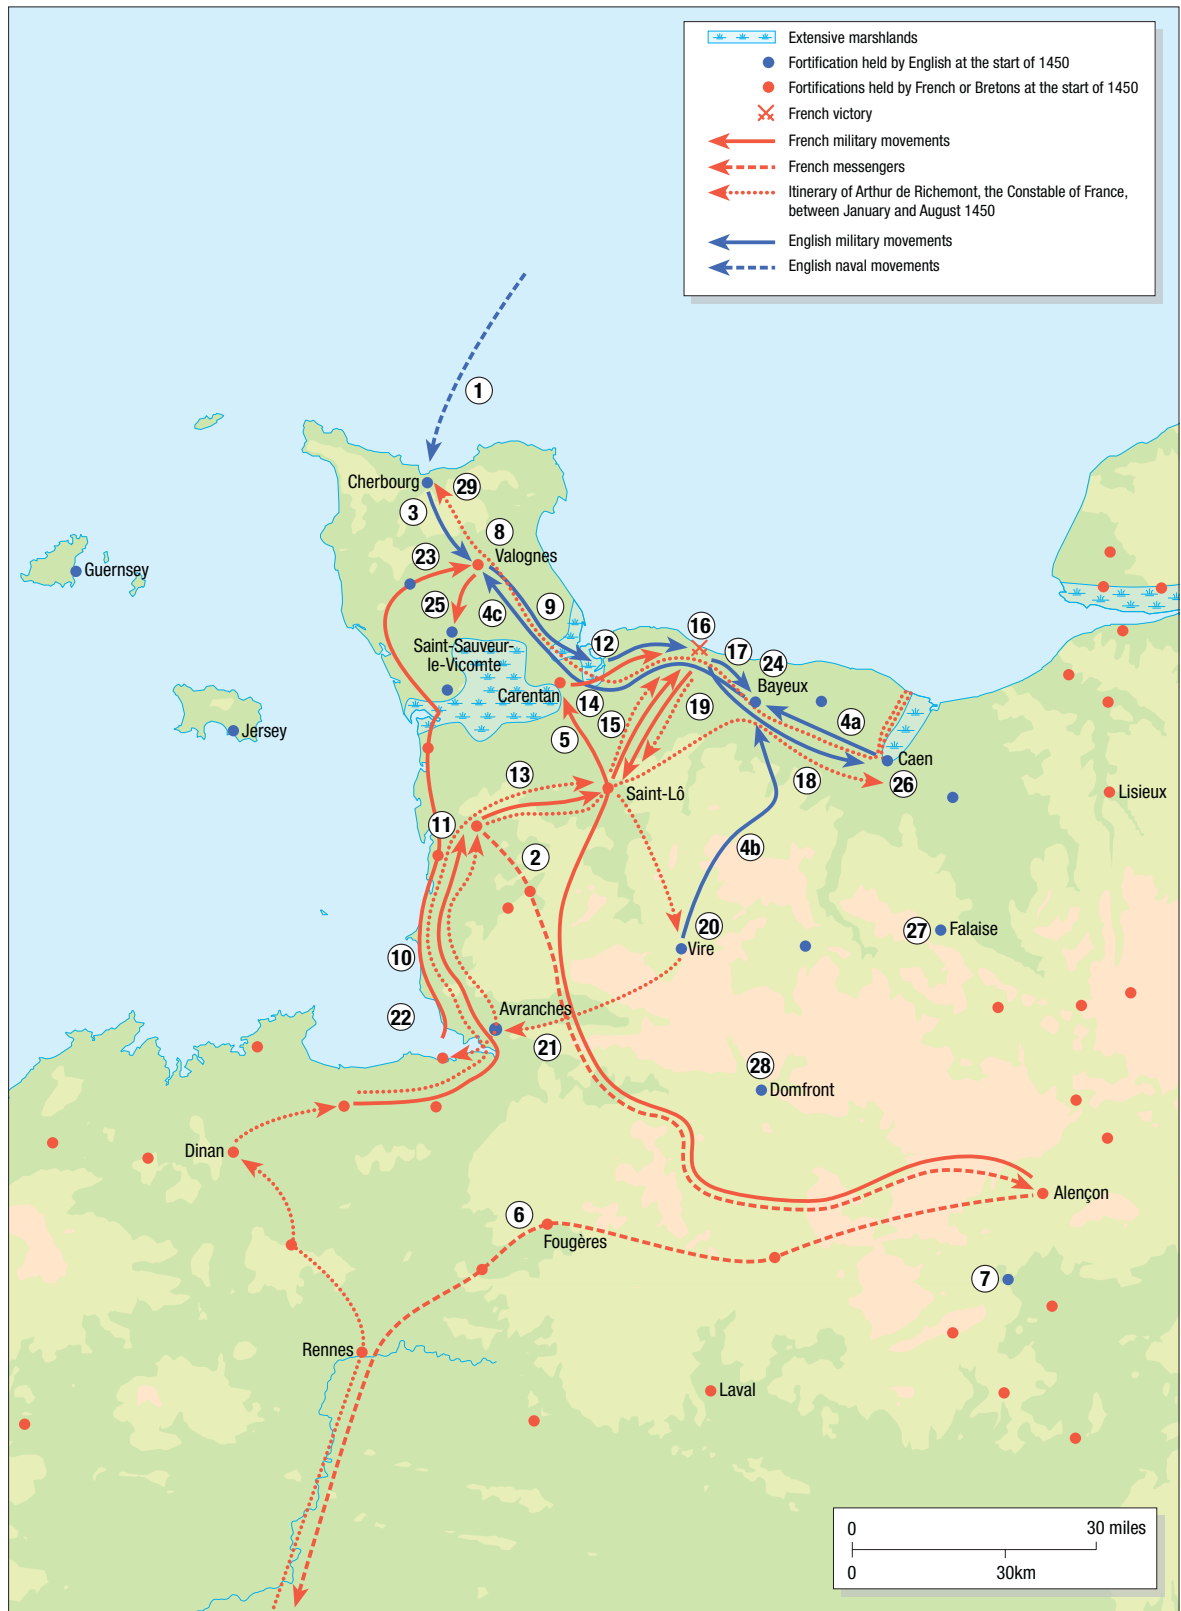 Extensive marshlands
Fortification held by English at the start of 1450
Fortifications held by French or Bretons at the start of 1450
French victory
French military movements
French messengers
Itinerary of Arthur de Richemont, the Constable of France,
between January and August 1450
English military movements
English naval movements
1
Cherbourg
29
3
8
23
Valognes
Guernsey
25
4c
9
12
16
Saint-Sauveur-
le-Vicomte
17
24
Carentan
14
Bayeux
15
19
4a
Jersey
5
Caen
13
18
26
Saint-Lô
Lisieux
11
2
4b
20
27
Falaise
Vire
10
22
Avranches
21
28
Domfront
Dinan
Alençon
6
Fougères
7
Rennes
Laval
0
30 miles
0
30km